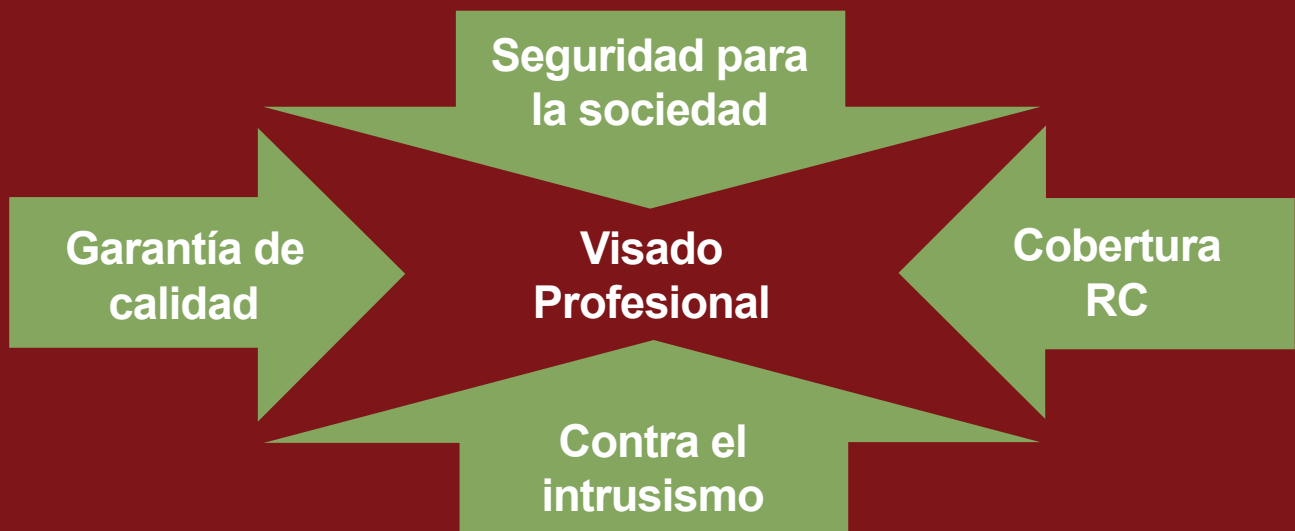 Seguridad para
la sociedad
Garantía de
calidad
Visado
Profesional
Cobertura
RC
Contra el
intrusismo